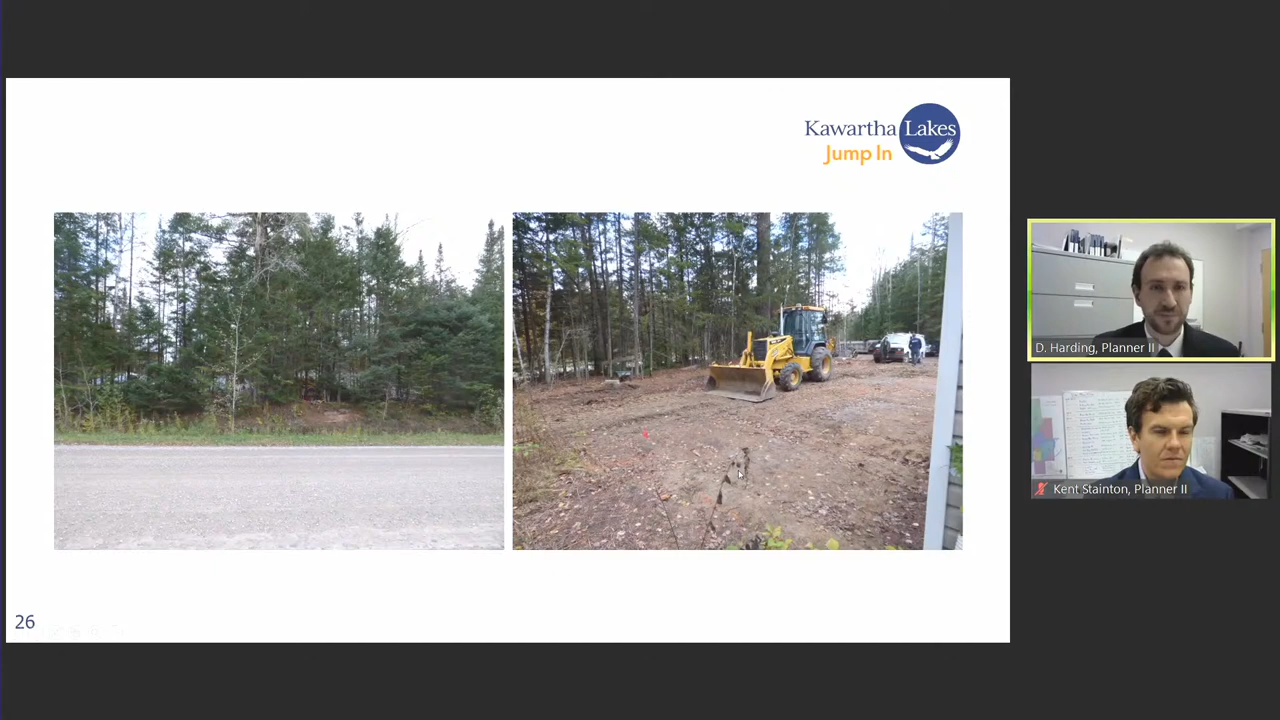 Kawartha Lakes
Jump In
26
D. Harding, Planner II
Kent Stainton, Planner II